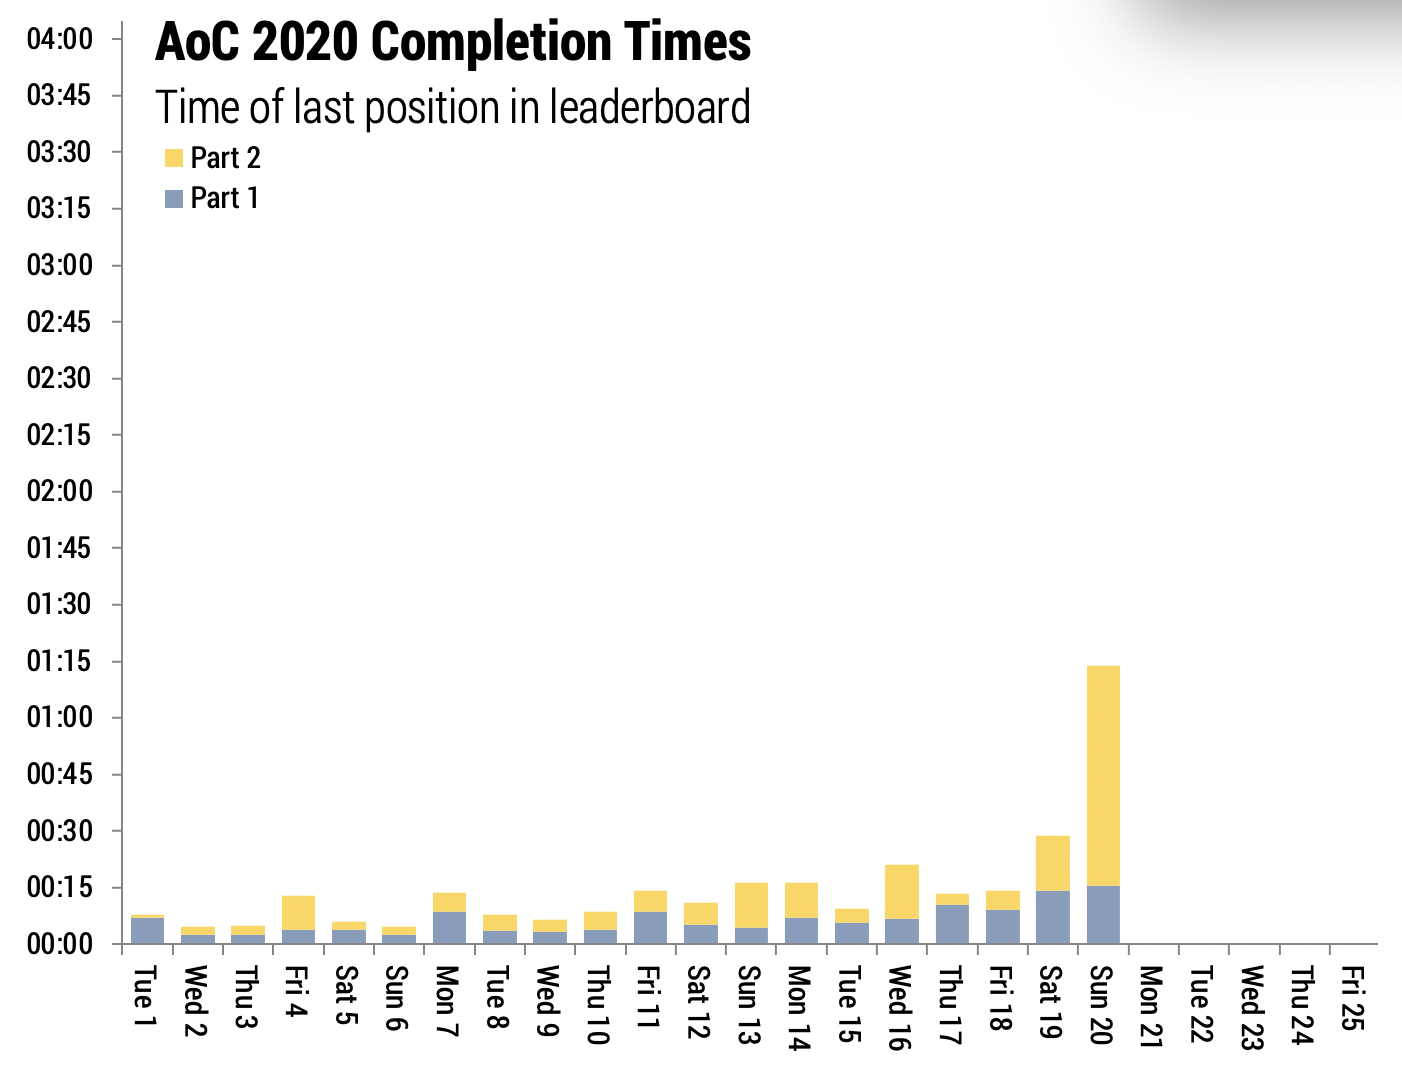 AoC 2020 Completion Times
Time of last position in leaderboard
Part 2
Part 1
04:00
03:45
03:30
03:15
03:00
02:45
02:30
02:15
02:00
01:45
01:30
01:15
01:00
00:45
00:30
00:15
00:00
Tue 1
Wed 2
Thu 3
Fri 4
Sat 5
Sun 6
Mon 7
Tue 8
Wed 9
Thu 10
Fri 11
Sat 12
Sun 13
Mon 14
Tue 15
Wed 16
Thu 17
Fri 18
Sat 19
Sun 20
Mon 21
Tue 22
Wed 23
Thu 24
Fri 25